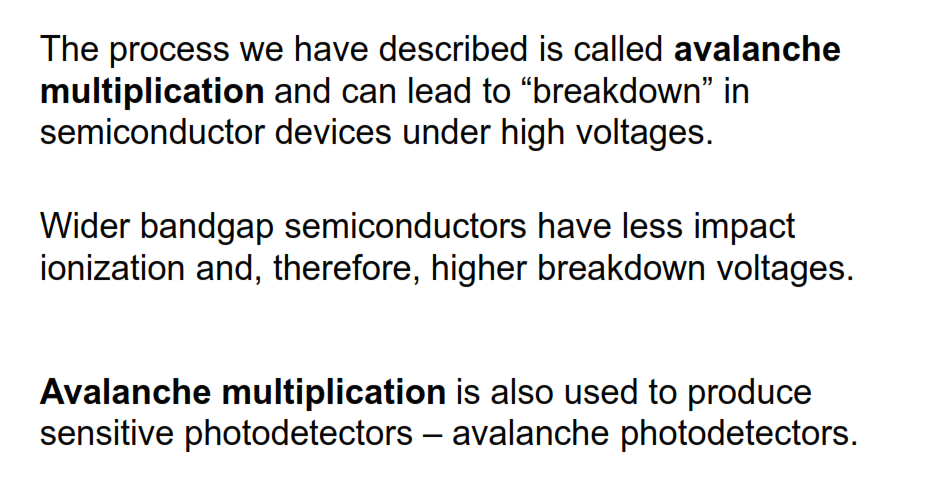 The process we have described is called avalanche
multiplication and can lead to “breakdown” in
semiconductor devices under high voltages.
Wider bandgap semiconductors have less impact
ionization and, therefore, higher breakdown voltages.
Avalanche multiplication is also used to produce
sensitive photodetectors – avalanche photodetectors.